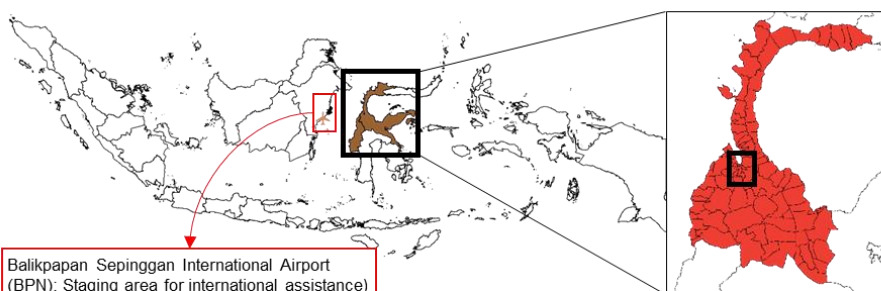 Balikpapan Sepinggan International Airport
(BPN): Staging area for international assistance)